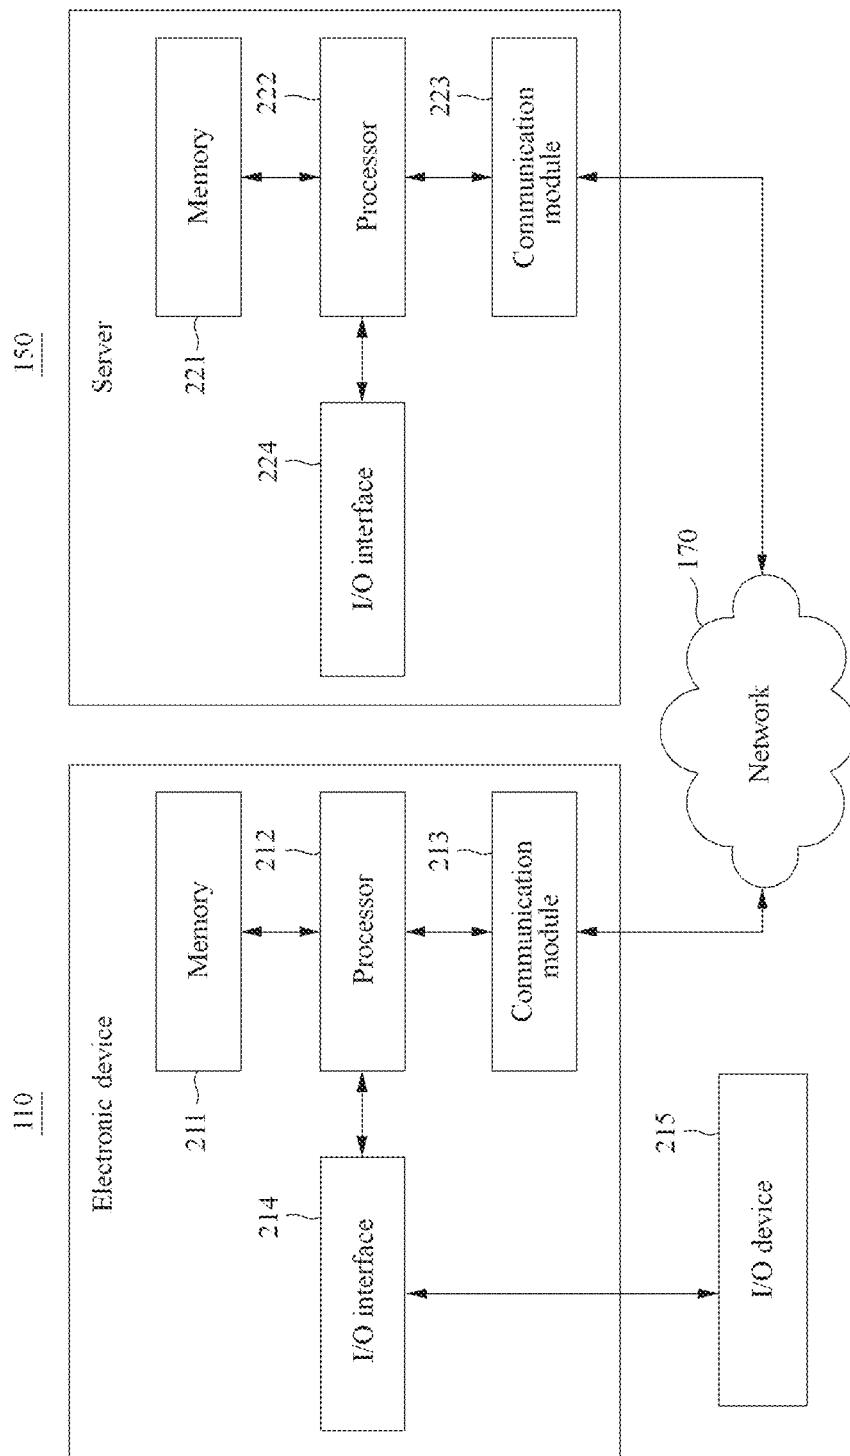 110
Electronic device
Memory
211
Processor
212
Communication
module
213
I/O interface
214
I/O device
215
150
Server
Memory
221
Processor
222
Communication
module
223
I/O interface
224
Network
170